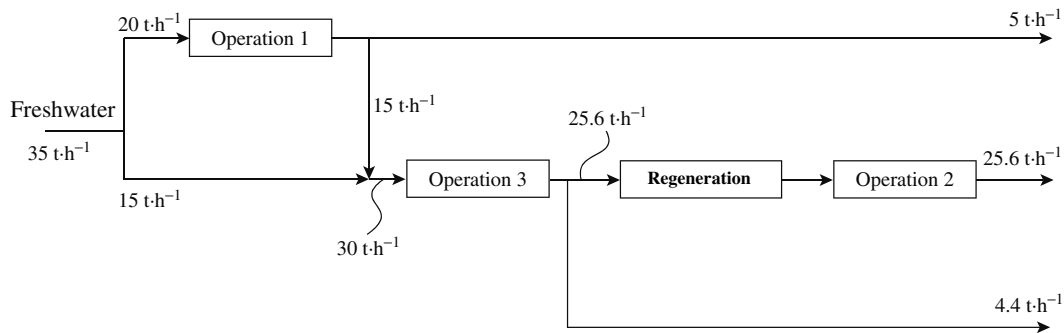 20 t·h⁻¹
Operation 1
5 t·h⁻¹
Freshwater
35 t·h⁻¹
15 t·h⁻¹
25.6 t·h⁻¹
15 t·h⁻¹
Operation 3
Regeneration
Operation 2
25.6 t·h⁻¹
30 t·h⁻¹
4.4 t·h⁻¹